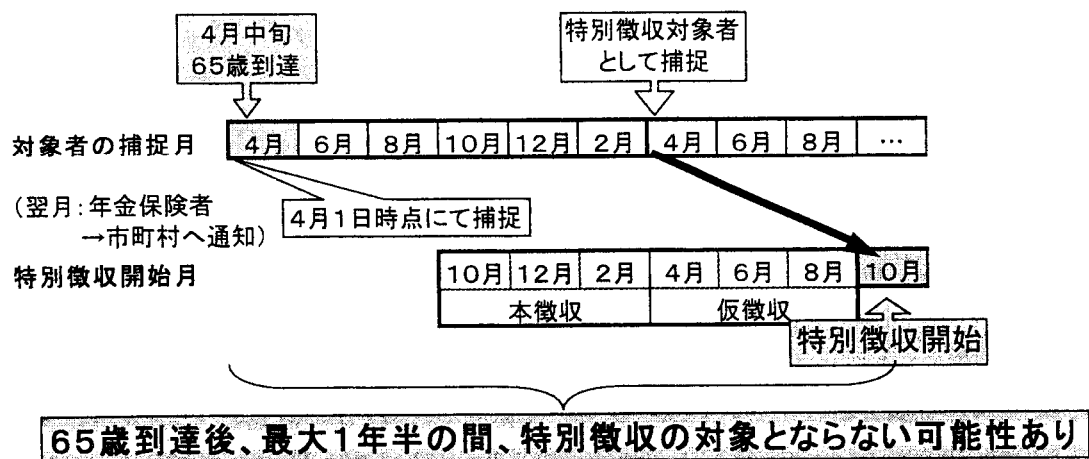 4月中旬
65歳到達
特別徴収対象者
として捕捉
対象者の捕捉月
4月 6月 8月 10月 12月 2月 4月 6月 8月 …
(翌月:年金保険者
→市町村へ通知)
4月1日時点にて捕捉
特別徴収開始月
10月 12月 2月 4月 6月 8月 10月
本徴収 仮徴収
特別徴収開始
65歳到達後、最大1年半の間、特別徴収の対象とならない可能性あり